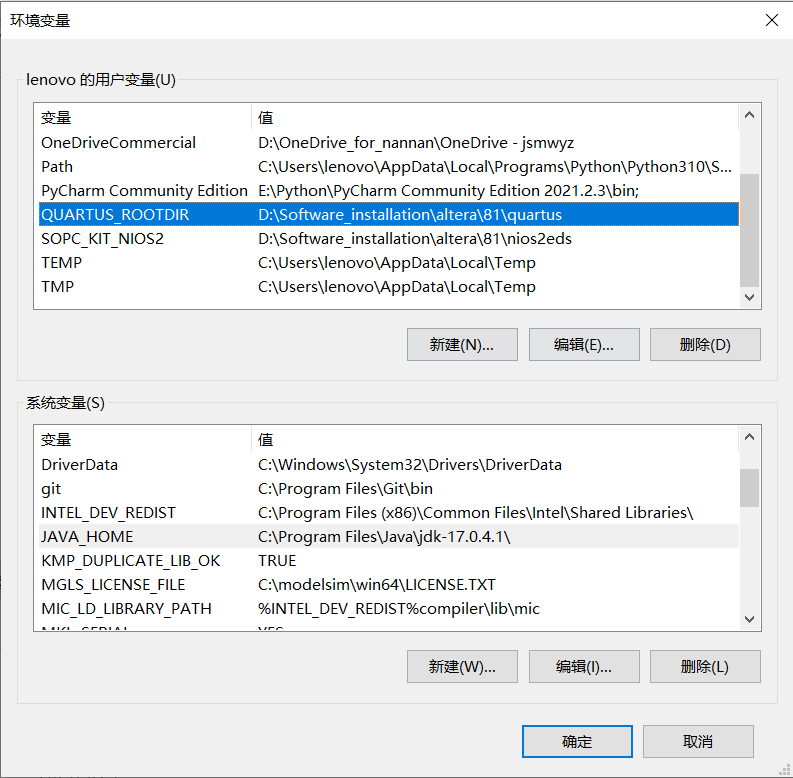 环境变量
lenovo 的用户变量(U)
变量 值
OneDriveCommercial D:\OneDrive_for_nannan\OneDrive - jsmwyz
Path C:\Users\lenovo\AppData\Local\Programs\Python\Python310\S...
PyCharm Community Edition E:\Python\PyCharm Community Edition 2021.2.3\bin;
QUARTUS_ROOTDIR D:\Software_installation\altera\81\quartus
SOPC_KIT_NIOS2 D:\Software_installation\altera\81\nios2eds
TEMP C:\Users\lenovo\AppData\Local\Temp
TMP C:\Users\lenovo\AppData\Local\Temp
新建(N)... 编辑(E)... 删除(D)
系统变量(S)
变量 值
DriverData C:\Windows\System32\Drivers\DriverData
git C:\Program Files\Git\bin
INTEL_DEV_REDIST C:\Program Files (x86)\Common Files\Intel\Shared Libraries\
JAVA_HOME C:\Program Files\Java\jdk-17.0.4.1\
KMP_DUPLICATE_LIB_OK TRUE
MGLS_LICENSE_FILE C:\modelsim\win64\LICENSE.TXT
MIC_LD_LIBRARY_PATH %INTEL_DEV_REDIST%compiler\lib\mic
MKL_SERIAL YES
新建(W)... 编辑(I)... 删除(L)
确定 取消